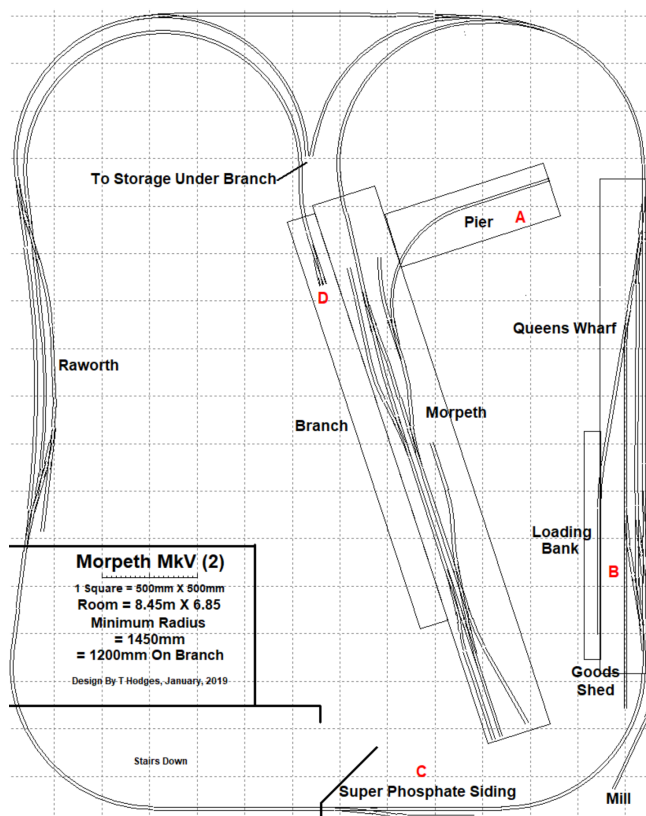 To Storage Under Branch
Pier
A
D
Queens Wharf
Raworth
Branch
Morpeth
Loading
Bank
B
Morpeth MkV (2)
1 Square = 500mm X 500mm
Room = 8.45m X 6.85
Minimum Radius
= 1450mm
= 1200mm On Branch
Design By T Hodges, January, 2019
Goods
Shed
Stairs Down
C
Super Phosphate Siding
Mill